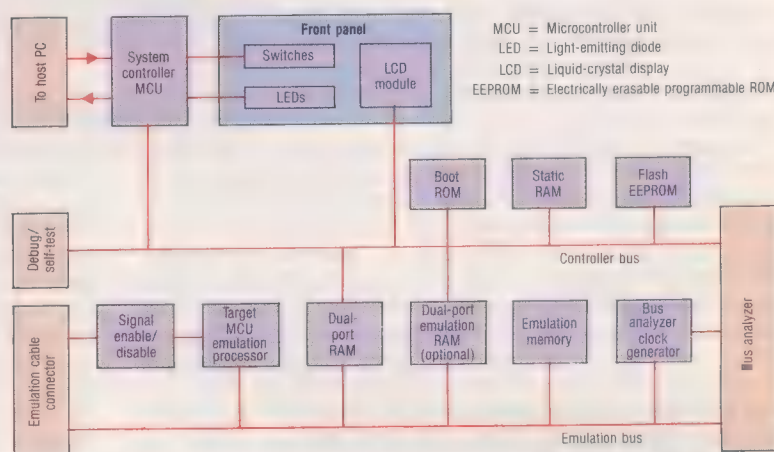 To host PC
System
controller
MCU
Front panel
Switches
LEDs
LCD
module
MCU = Microcontroller unit
LED = Light-emitting diode
LCD = Liquid-crystal display
EEPROM = Electrically erasable programmable ROM
Boot
ROM
Static
RAM
Flash
EEPROM
Debug/
self-test
Controller bus
Emulation cable
connector
Signal
enable/
disable
Target
MCU
emulation
processor
Dual-
port
RAM
Dual-port
emulation
RAM
(optional)
Emulation
memory
Bus
analyzer
clock
generator
Bus analyzer
Emulation bus